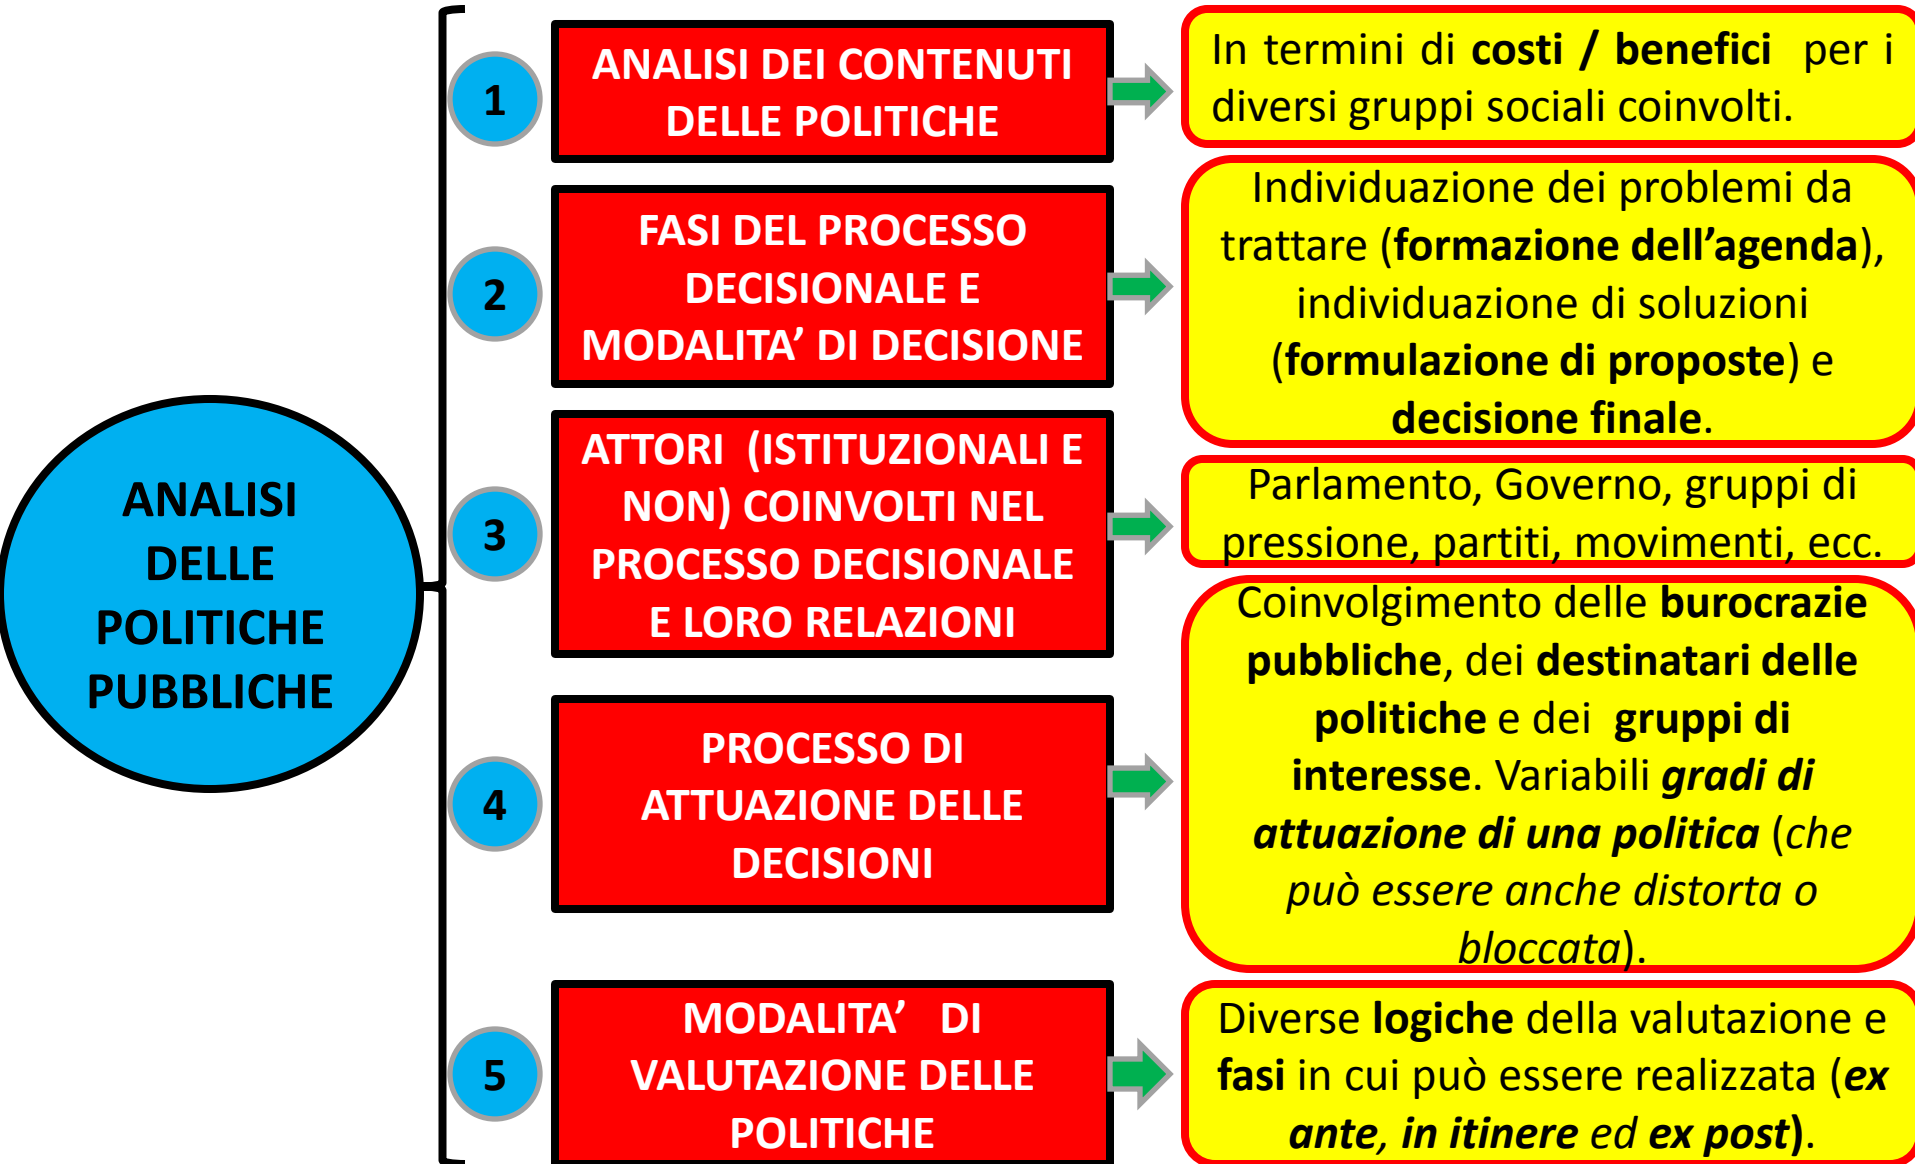 ANALISI
DELLE
POLITICHE
PUBBLICHE
1
ANALISI DEI CONTENUTI
DELLE POLITICHE
In termini di costi / benefici per i
diversi gruppi sociali coinvolti.
2
FASI DEL PROCESSO
DECISIONALE E
MODALITA’ DI DECISIONE
Individuazione dei problemi da
trattare (formazione dell’agenda),
individuazione di soluzioni
(formulazione di proposte) e
decisione finale.
3
ATTORI (ISTITUZIONALI E
NON) COINVOLTI NEL
PROCESSO DECISIONALE
E LORO RELAZIONI
Parlamento, Governo, gruppi di
pressione, partiti, movimenti, ecc.
4
PROCESSO DI
ATTUAZIONE DELLE
DECISIONI
Coinvolgimento delle burocrazie
pubbliche, dei destinatari delle
politiche e dei gruppi di
interesse. Variabili gradi di
attuazione di una politica (che
può essere anche distorta o
bloccata).
5
MODALITA’ DI
VALUTAZIONE DELLE
POLITICHE
Diverse logiche della valutazione e
fasi in cui può essere realizzata (ex
ante, in itinere ed ex post).